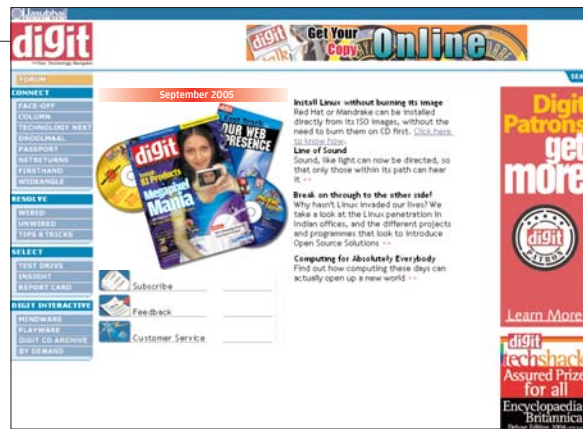 Jasubhai
digit
Your Technology Navigator
Get Your Copy Online
digit
SEA
FORUM
CONNECT
FACE-OFF
COLUMN
TECHNOLOGY NEXT
DROOLMAAL
PASSPORT
NETRETURNS
FIRSTHAND
WIDEANGLE
RESOLVE
WIRED
UNWIRED
TIPS & TRICKS
SELECT
TEST DRIVE
INSIGHT
REPORT CARD
DIGIT INTERACTIVE
MINDWARE
PLAYWARE
DIGIT CD ARCHIVE
BY DEMAND
September 2005
digit
Fast Track
YOUR WEB
PRESENCE
81 Products
Megapixel
Mania
Subscribe
Feedback
Customer Service
Install Linux without burning its image
Red Hat or Mandrake can be installed
directly from its ISO images, without the
need to burn them on CD first. Click here
to know how.
Line of Sound
Sound, like light can now be directed, so
that only those within its path can hear
it >>
Break on through to the other side!
Why hasn't Linux invaded our lives? We
take a look at the Linux penetration in
Indian offices, and the different projects
and programmes that look to introduce
Open Source Solutions >>
Computing for Absolutely Everybody
Find out how computing these days can
actually open up a new world >>
Digit
Patrons
get
more
digit
PATRON
Learn More
digit
techshack
Assured Prize
for all
Encyclopaedia
Britannica
Deluxe Edition 2004